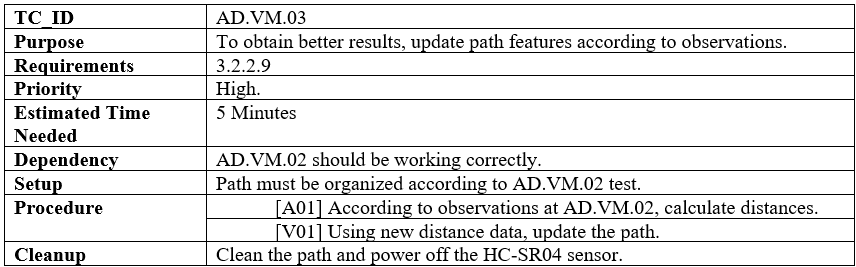 TC_ID AD.VM.03
Purpose To obtain better results, update path features according to observations.
Requirements 3.2.2.9
Priority High.
Estimated Time 5 Minutes
Needed
Dependency AD.VM.02 should be working correctly.
Setup Path must be organized according to AD.VM.02 test.
Procedure [A01] According to observations at AD.VM.02, calculate distances.
[V01] Using new distance data, update the path.
Cleanup Clean the path and power off the HC-SR04 sensor.